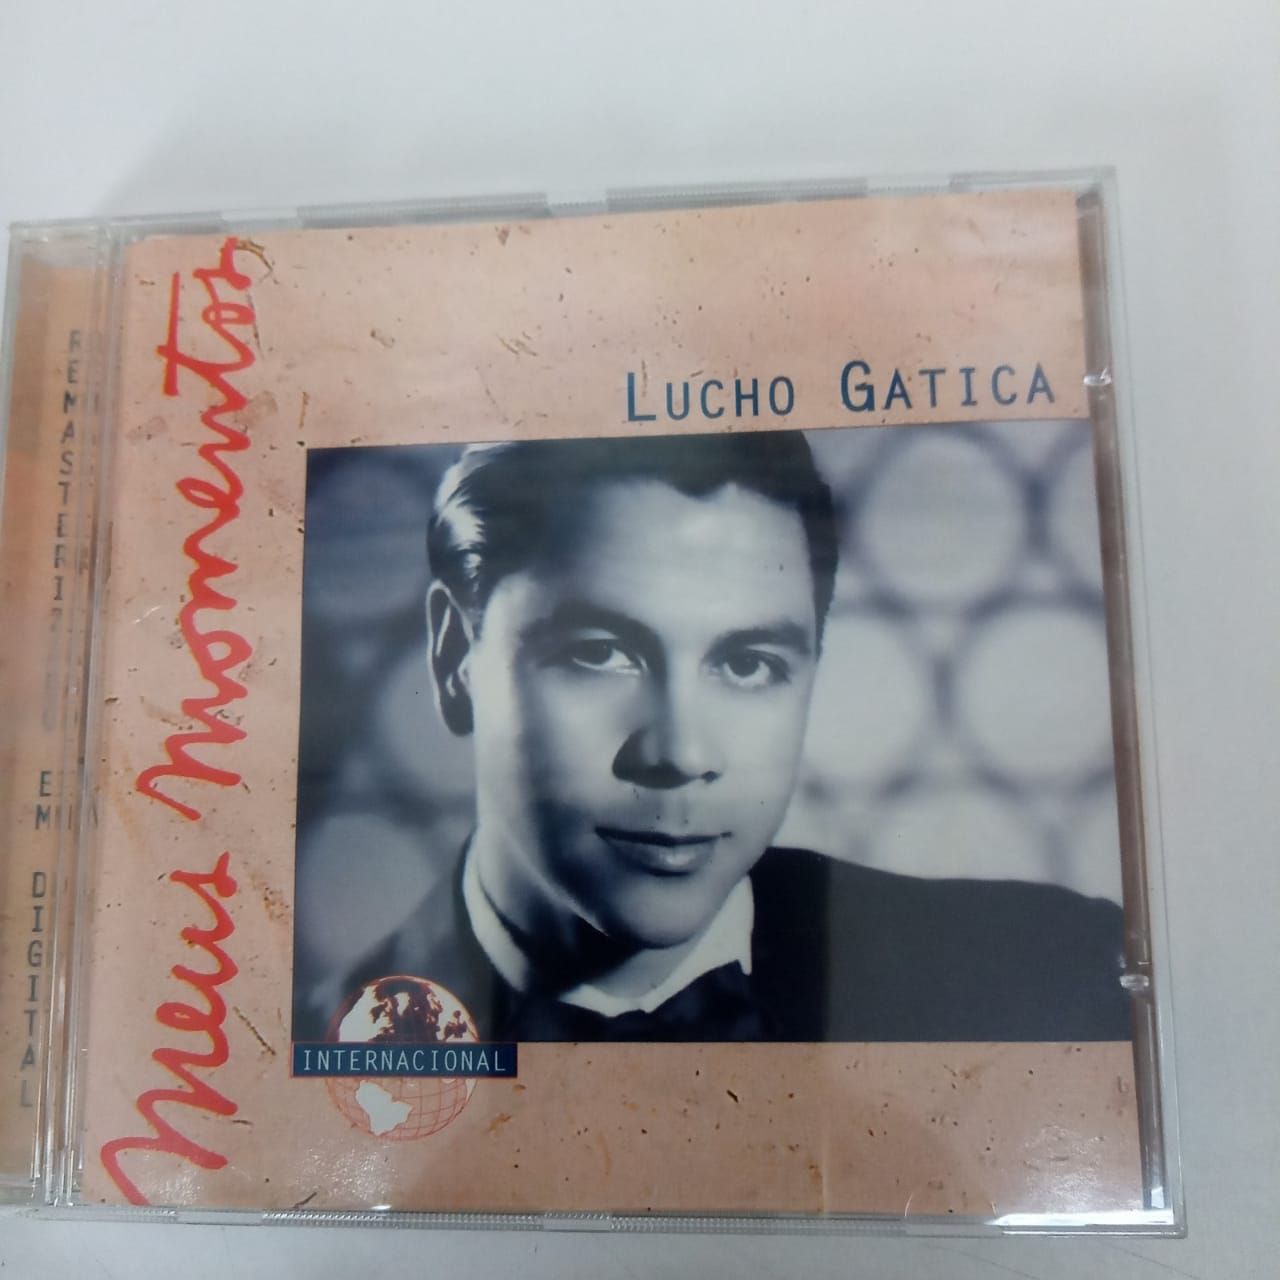 Meus Momentos
LUCHO GATICA
INTERNACIONAL
REMASTERIZADO EM DIGITAL